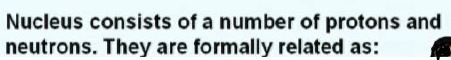 Nucleus consists of a number of protons and
neutrons. They are formally related as: